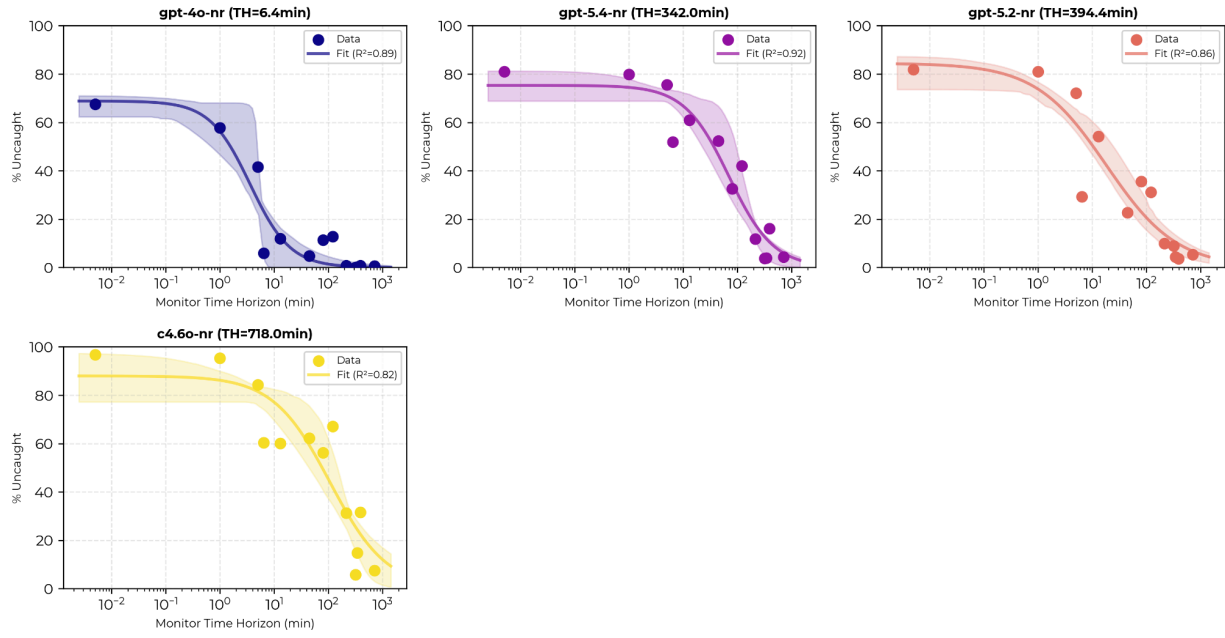 gpt-4o-nr (TH=6.4min)
100
80
60
40
20
0
% Uncaught
Data
Fit (R²=0.89)
10⁻² 10⁻¹ 10⁰ 10¹ 10² 10³
Monitor Time Horizon (min)
gpt-5.4-nr (TH=342.0min)
100
80
60
40
20
0
% Uncaught
Data
Fit (R²=0.92)
10⁻² 10⁻¹ 10⁰ 10¹ 10² 10³
Monitor Time Horizon (min)
gpt-5.2-nr (TH=394.4min)
100
80
60
40
20
0
% Uncaught
Data
Fit (R²=0.86)
10⁻² 10⁻¹ 10⁰ 10¹ 10² 10³
Monitor Time Horizon (min)
c4.6o-nr (TH=718.0min)
100
80
60
40
20
0
% Uncaught
Data
Fit (R²=0.82)
10⁻² 10⁻¹ 10⁰ 10¹ 10² 10³
Monitor Time Horizon (min)